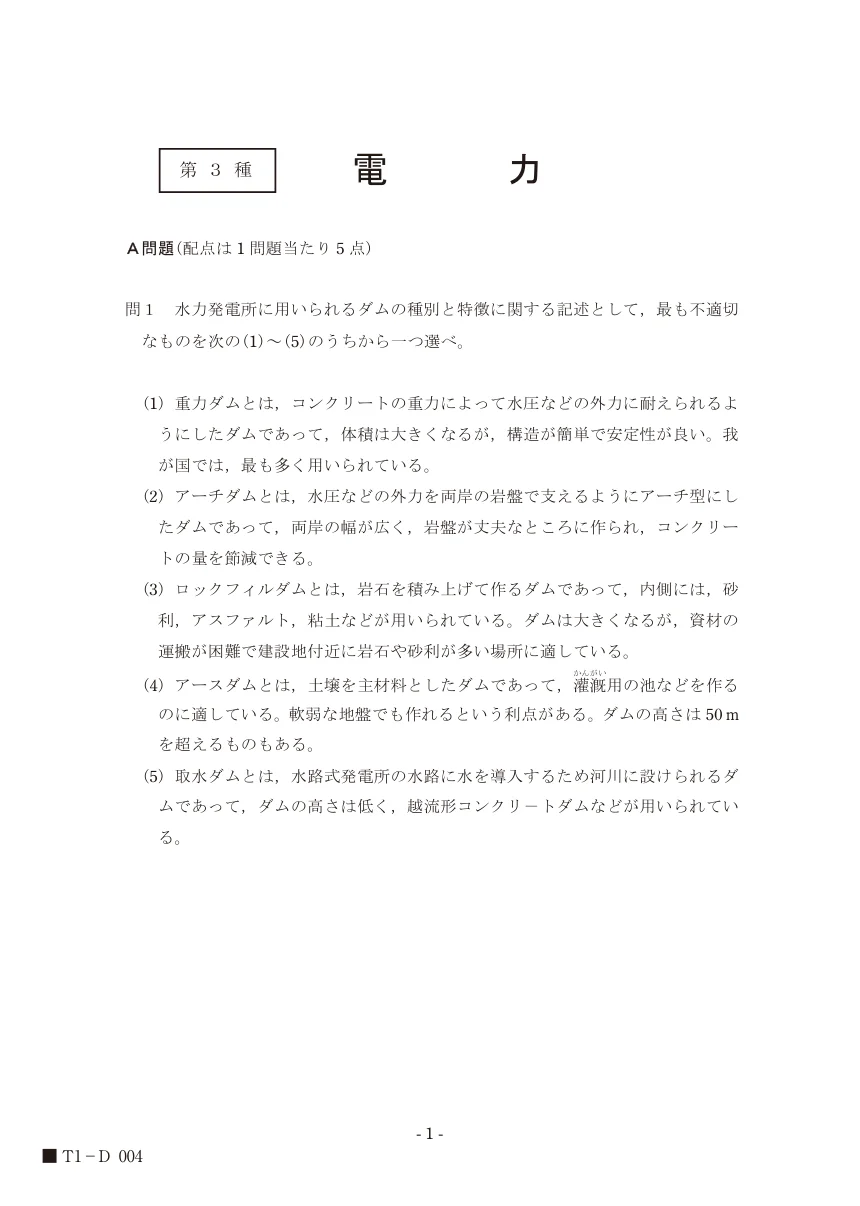 第 3 種
電 力
A問題(配点は1問題当たり5点)
問1 水力発電所に用いられるダムの種別と特徴に関する記述として，最も不適切
なものを次の(1)～(5)のうちから一つ選べ。
(1) 重力ダムとは，コンクリートの重力によって水圧などの外力に耐えられるよ
うにしたダムであって，体積は大きくなるが，構造が簡単で安定性が良い。我
が国では，最も多く用いられている。
(2) アーチダムとは，水圧などの外力を両岸の岩盤で支えるようにアーチ型にし
たダムであって，両岸の幅が広く，岩盤が丈夫なところに作られ，コンクリー
トの量を節減できる。
(3) ロックフィルダムとは，岩石を積み上げて作るダムであって，内側には，砂
利，アスファルト，粘土などが用いられている。ダムは大きくなるが，資材の
運搬が困難で建設地付近に岩石や砂利が多い場所に適している。
かんがい
(4) アースダムとは，土壌を主材料としたダムであって，灌漑用の池などを作る
のに適している。軟弱な地盤でも作れるという利点がある。ダムの高さは 50 m
を超えるものもある。
(5) 取水ダムとは，水路式発電所の水路に水を導入するため河川に設けられるダ
ムであって，ダムの高さは低く，越流形コンクリ－トダムなどが用いられてい
る。
- 1 -
■ T1－D 004